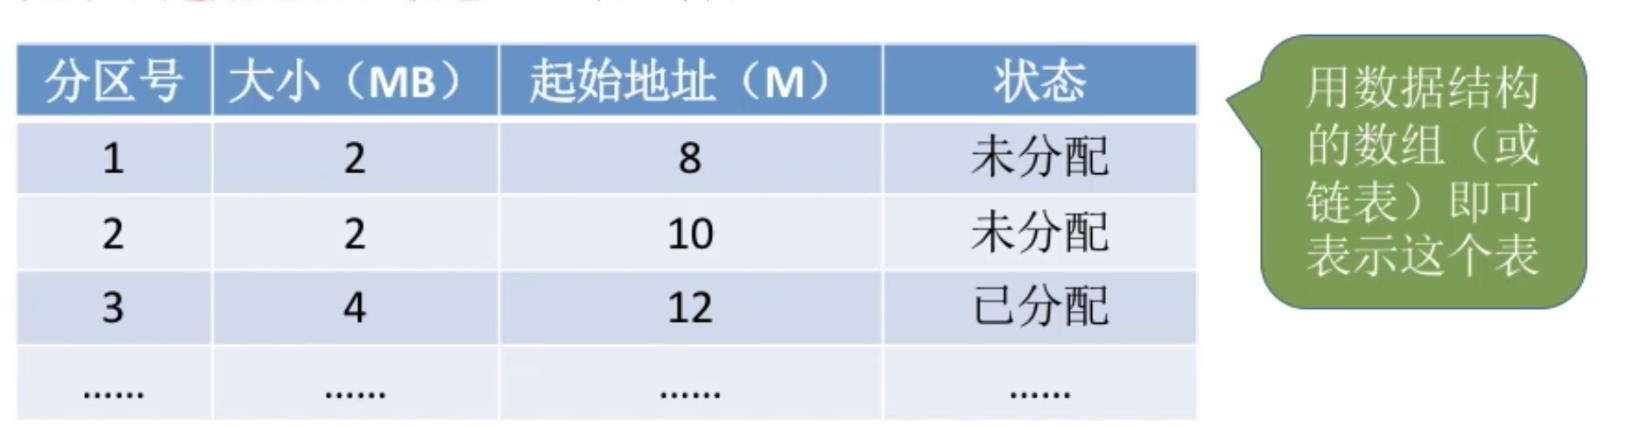 分区号 大小（MB） 起始地址（M） 状态
1 2 8 未分配
2 2 10 未分配
3 4 12 已分配
...... ...... ...... ......
用数据结构
的数组（或
链表）即可
表示这个表